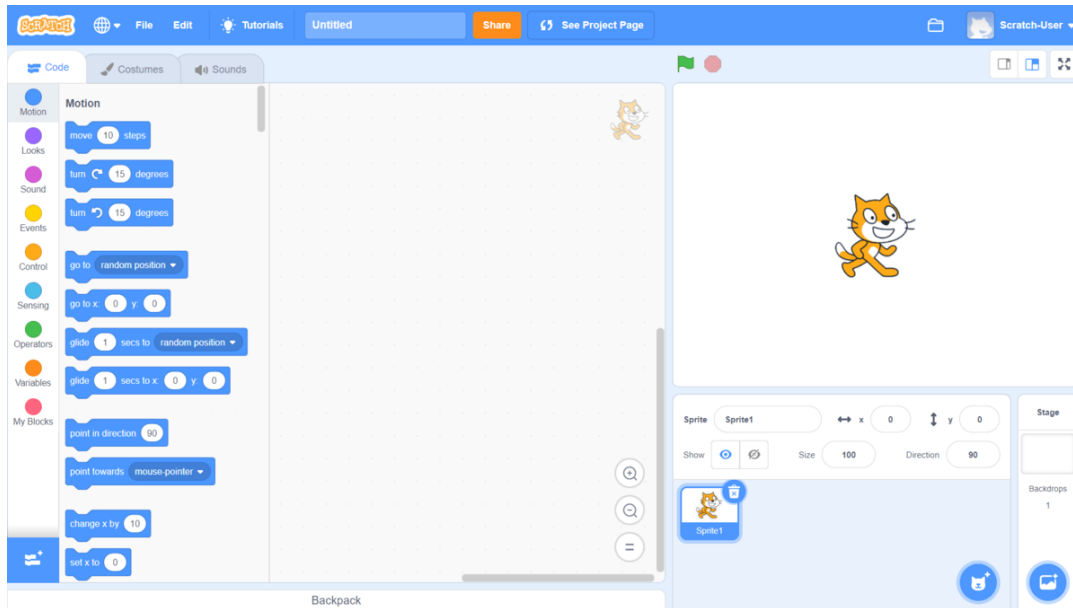 SCRATCH File Edit Tutorials Untitled Share See Project Page Scratch-User
Code Costumes Sounds
Motion
Looks
Sound
Events
Control
Sensing
Operators
Variables
My Blocks
Motion
move 10 steps
turn 15 degrees
turn 15 degrees
go to random position
go to x: 0 y: 0
glide 1 secs to random position
glide 1 secs to x: 0 y: 0
point in direction 90
point towards mouse-pointer
change x by 10
set x to 0
Backpack
Sprite Sprite1 x 0 y 0
Show Size 100 Direction 90
Sprite1
Stage
Backdrops
1